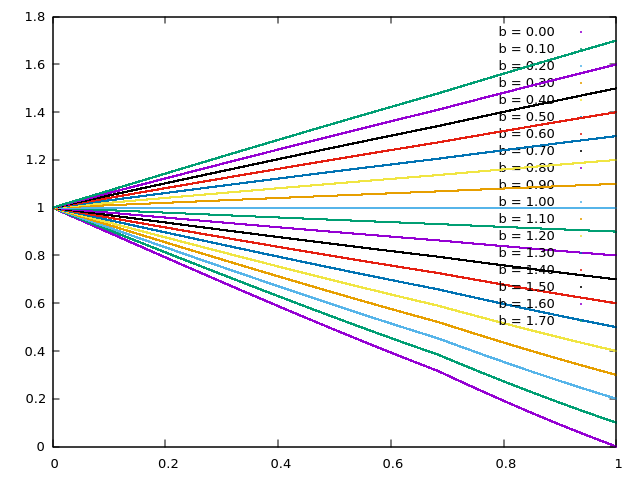 1.8
1.6
1.4
1.2
1
0.8
0.6
0.4
0.2
0
b = 0.00
b = 0.10
b = 0.20
b = 0.30
b = 0.40
b = 0.50
b = 0.60
b = 0.70
b = 0.80
b = 0.90
b = 1.00
b = 1.10
b = 1.20
b = 1.30
b = 1.40
b = 1.50
b = 1.60
b = 1.70
0 0.2 0.4 0.6 0.8 1